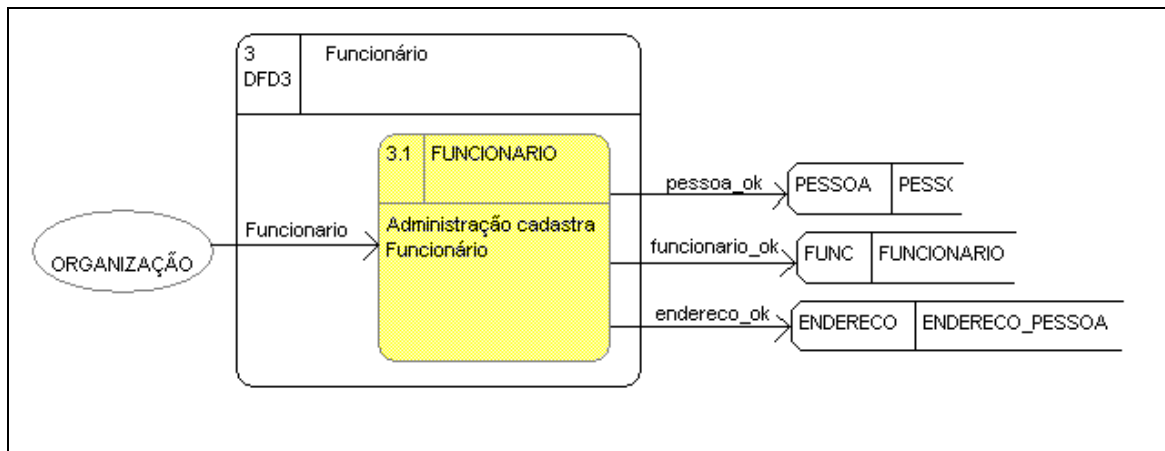 3
DFD3
Funcionário
3.1
FUNCIONARIO
Administração cadastra
Funcionário
ORGANIZAÇÃO
Funcionario
pessoa_ok
PESSOA
funcionario_ok
FUNC
FUNCIONARIO
endereco_ok
ENDERECO
ENDERECO_PESSOA